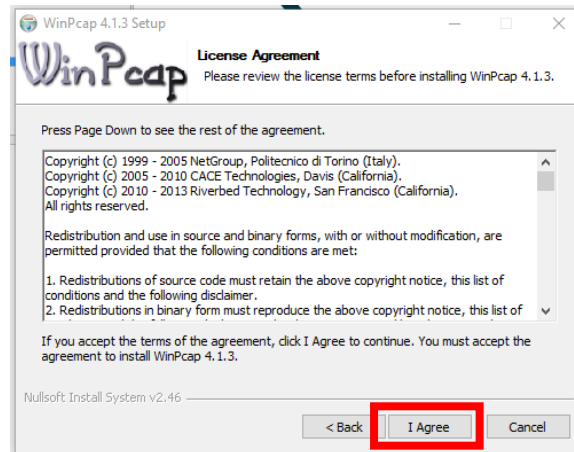 WinPcap 4.1.3 Setup
WinPcap
License Agreement
Please review the license terms before installing WinPcap 4.1.3.
Press Page Down to see the rest of the agreement.
Copyright (c) 1999 - 2005 NetGroup, Politecnico di Torino (Italy).
Copyright (c) 2005 - 2010 CACE Technologies, Davis (California).
Copyright (c) 2010 - 2013 Riverbed Technology, San Francisco (California).
All rights reserved.
Redistribution and use in source and binary forms, with or without modification, are
permitted provided that the following conditions are met:
1. Redistributions of source code must retain the above copyright notice, this list of
conditions and the following disclaimer.
2. Redistributions in binary form must reproduce the above copyright notice, this list of
If you accept the terms of the agreement, click I Agree to continue. You must accept the
agreement to install WinPcap 4.1.3.
Nullsoft Install System v2.46
< Back
I Agree
Cancel